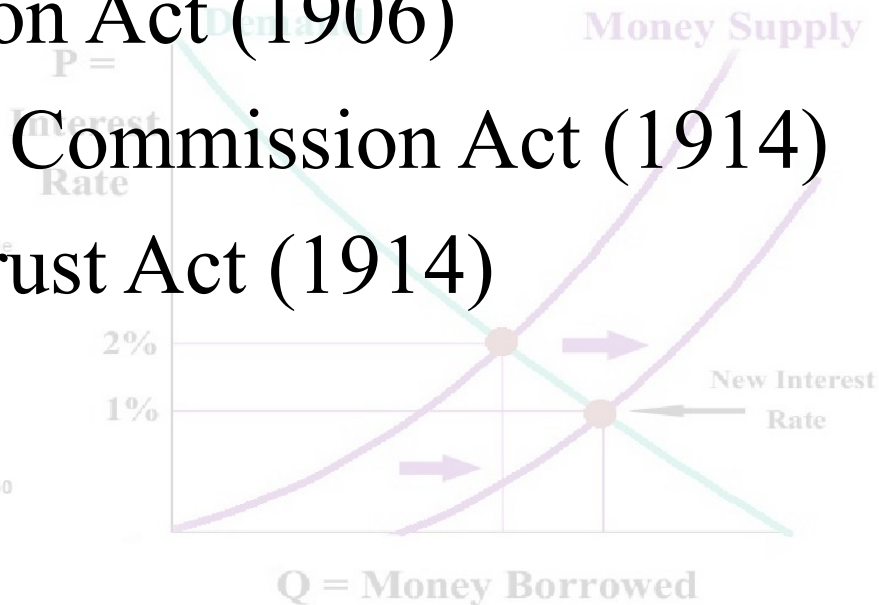 on Act (1906)
Demand
Money Supply
P =
Interest
Commission Act (1914)
Rate
rust Act (1914)
2%
New Interest
1%
Rate
Q = Money Borrowed